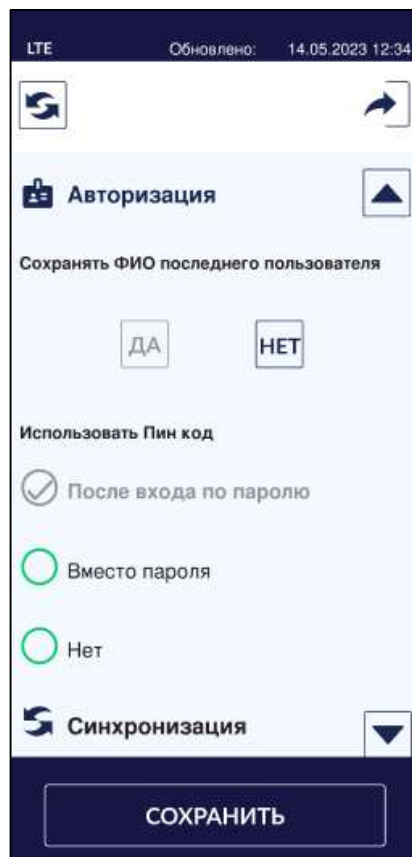 LTE Обновлено: 14.05.2023 12:34
Авторизация
Сохранять ФИО последнего пользователя
ДА НЕТ
Использовать Пин код
После входа по паролю
Вместо пароля
Нет
Синхронизация
СОХРАНИТЬ